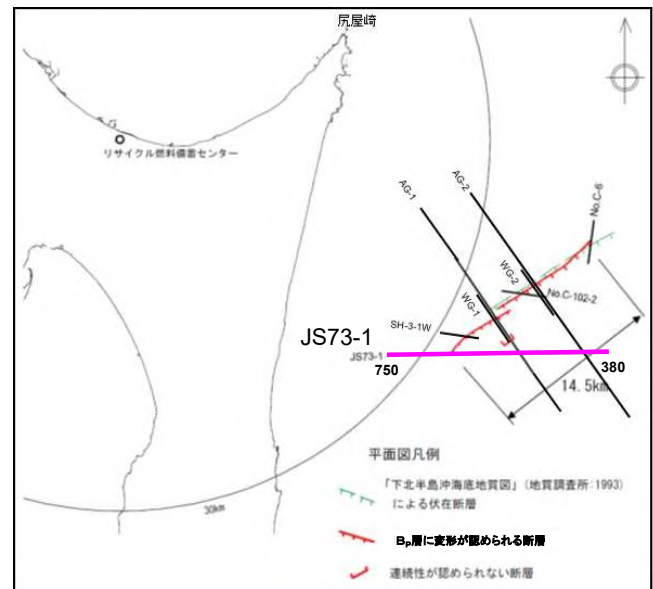 尻屋崎
リサイクル燃料備蓄センター
AG-1
AG-2
No.C-6
WG-2
No.C-102-2
WG-1
SH-3-1W
JS73-1
JS73-1
750
380
14.5km
平面図凡例
「下北半島沖海底地質図」(地質調査所:1993)
による伏在断層
30km
BP層に変形が認められる断層
連続性が認められない断層